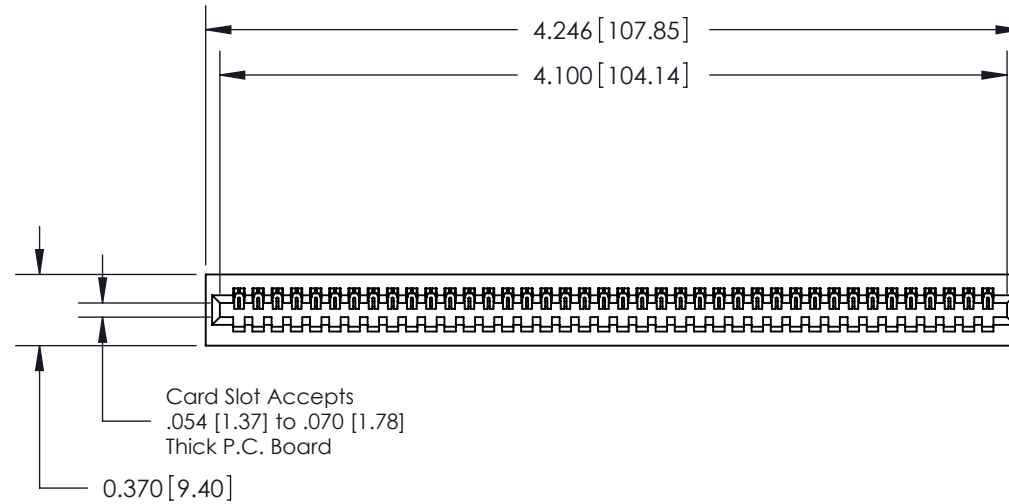 4.246 [107.85]
4.100 [104.14]
Card Slot Accepts
.054 [1.37] to .070 [1.78]
Thick P.C. Board
0.370 [9.40]